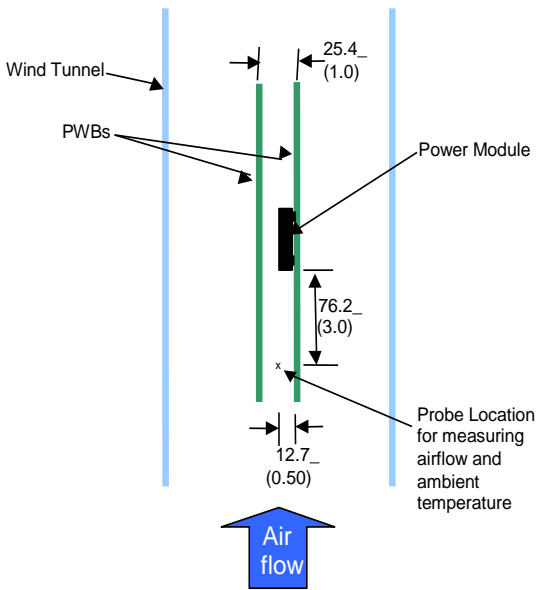 25.4_
(1.0)
Wind Tunnel
PWBs
Power Module
76.2_
(3.0)
x
Probe Location
for measuring
airflow and
ambient
temperature
12.7_
(0.50)
Air
flow